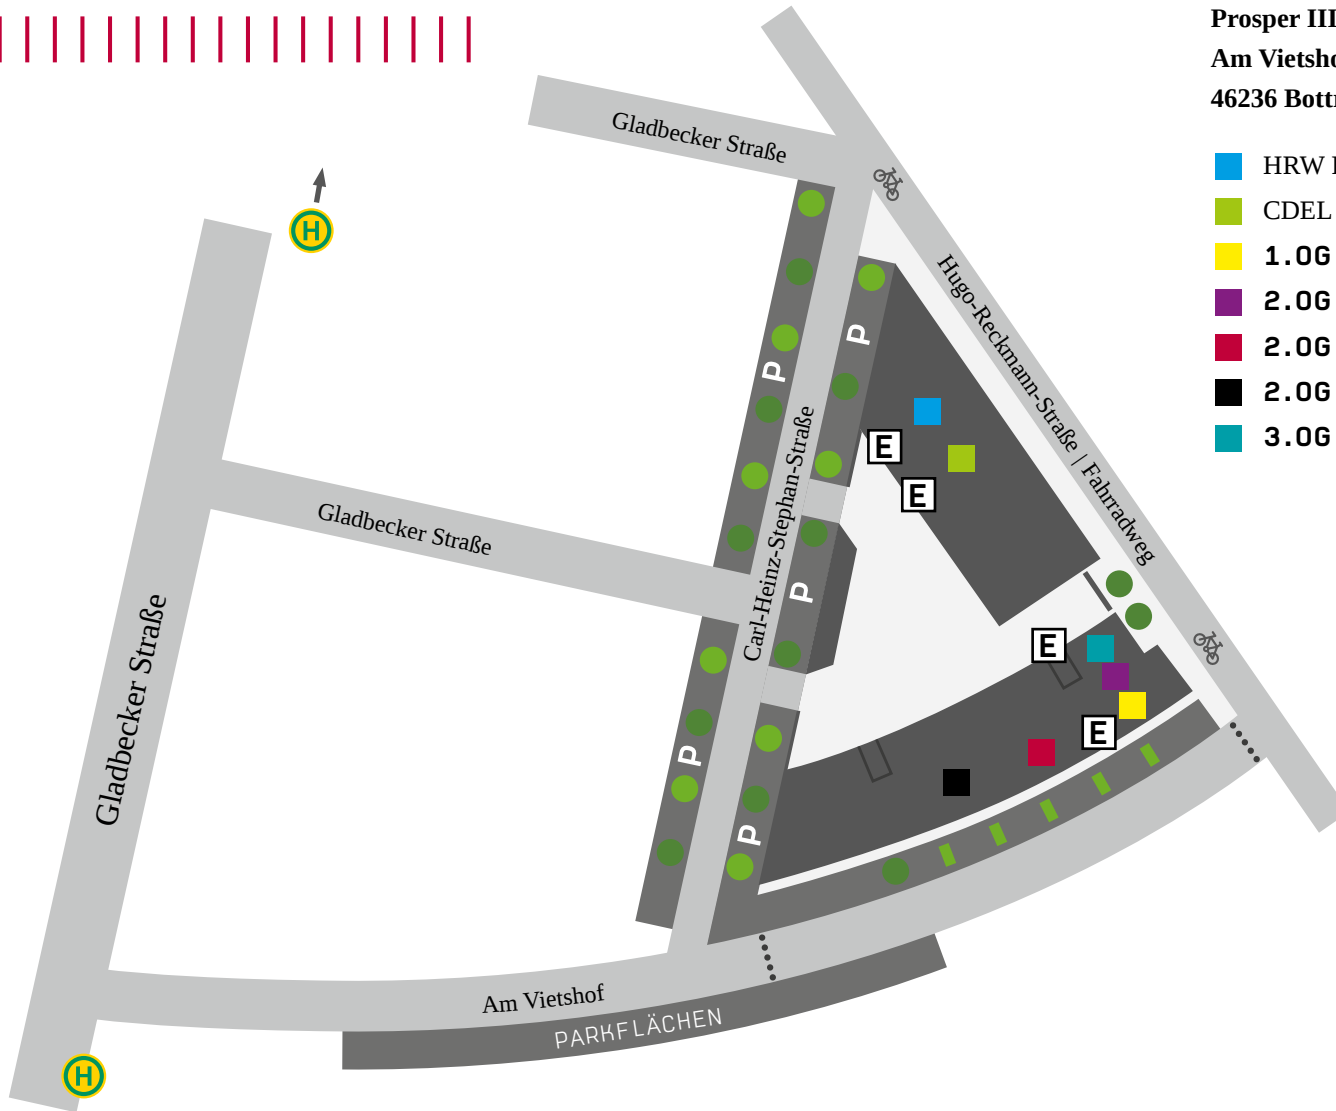 Prosper III
Am Vietsho
46236 Bott
HRW
CDEL
1.OG
2.OG
2.OG
2.OG
3.OG
Gladbecker Straße
H
Hugo-Reckmann-Straße | Fahrradweg
P
P
Carl-Heinz-Stephan-Straße
E
E
Gladbecker Straße
P
Gladbecker Straße
E
E
P
P
Am Vietshof
PARKFLÄCHEN
H